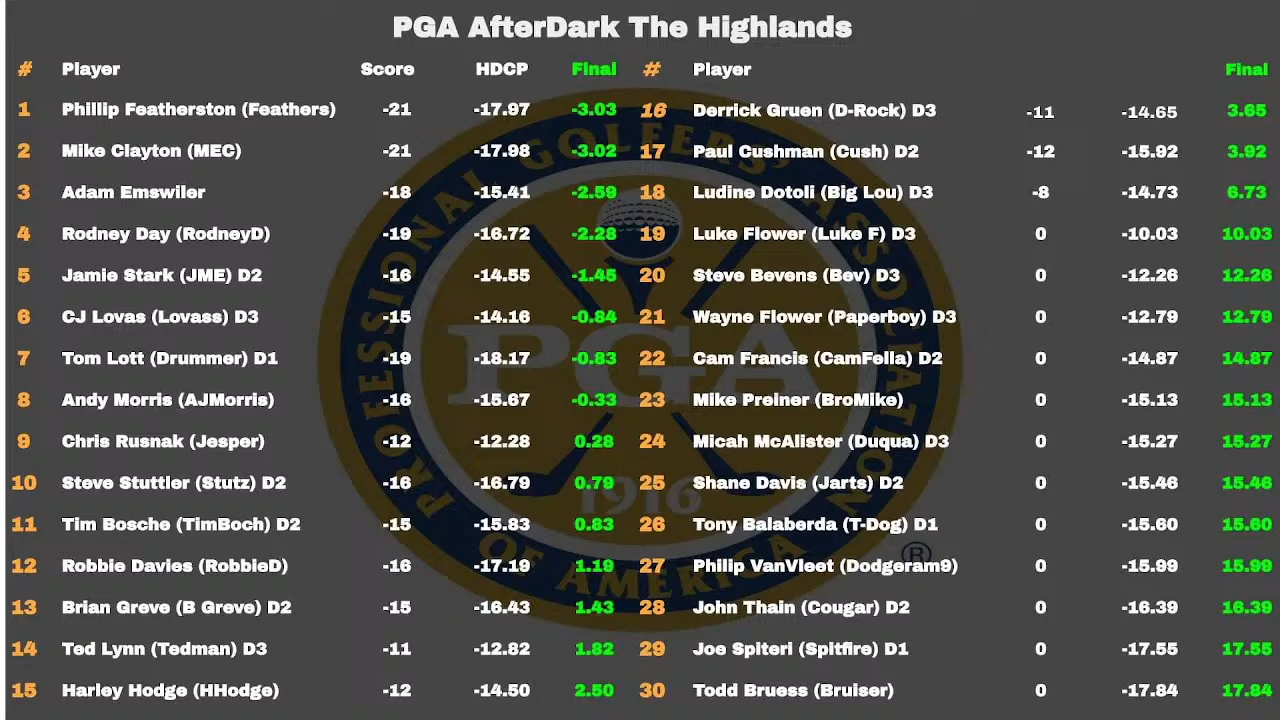 PGA AfterDark The Highlands
# Player Score HDCP Final
1 Phillip Featherston (Feathers) -21 -17.97 -3.03
2 Mike Clayton (MEC) -21 -17.98 -3.02
3 Adam Emswiler -18 -15.41 -2.59
4 Rodney Day (RodneyD) -19 -16.72 -2.28
5 Jamie Stark (JME) D2 -16 -14.55 -1.45
6 CJ Lovas (Lovass) D3 -15 -14.16 -0.84
7 Tom Lott (Drummer) D1 -19 -18.17 -0.83
8 Andy Morris (AJMorris) -16 -15.67 -0.33
9 Chris Rusnak (Jesper) -12 -12.28 0.28
10 Steve Stuttler (Stutz) D2 -16 -16.79 0.79
11 Tim Bosche (TimBoch) D2 -15 -15.83 0.83
12 Robbie Davies (RobbieD) -16 -17.19 1.19
13 Brian Greve (B Greve) D2 -15 -16.43 1.43
14 Ted Lynn (Tedman) D3 -11 -12.82 1.82
15 Harley Hodge (HHodge) -12 -14.50 2.50
# Player Final
16 Derrick Gruen (D-Rock) D3 -11 -14.65 3.65
17 Paul Cushman (Cush) D2 -12 -15.92 3.92
18 Ludine Dotoli (Big Lou) D3 -8 -14.73 6.73
19 Luke Flower (Luke F) D3 0 -10.03 10.03
20 Steve Bevens (Bev) D3 0 -12.26 12.26
21 Wayne Flower (Paperboy) D3 0 -12.79 12.79
22 Cam Francis (CamFella) D2 0 -14.87 14.87
23 Mike Preiner (BroMike) 0 -15.13 15.13
24 Micah McAlister (Duqua) D3 0 -15.27 15.27
25 Shane Davis (Jarts) D2 0 -15.46 15.46
26 Tony Balaberda (T-Dog) D1 0 -15.60 15.60
27 Philip VanVleet (Dodgeram9) 0 -15.99 15.99
28 John Thain (Cougar) D2 0 -16.39 16.39
29 Joe Spiteri (Spitfire) D1 0 -17.55 17.55
30 Todd Bruess (Bruiser) 0 -17.84 17.84
PROFESSIONAL GOLFERS' ASSOCIATION
PGA
1916
OF AMERICA
®